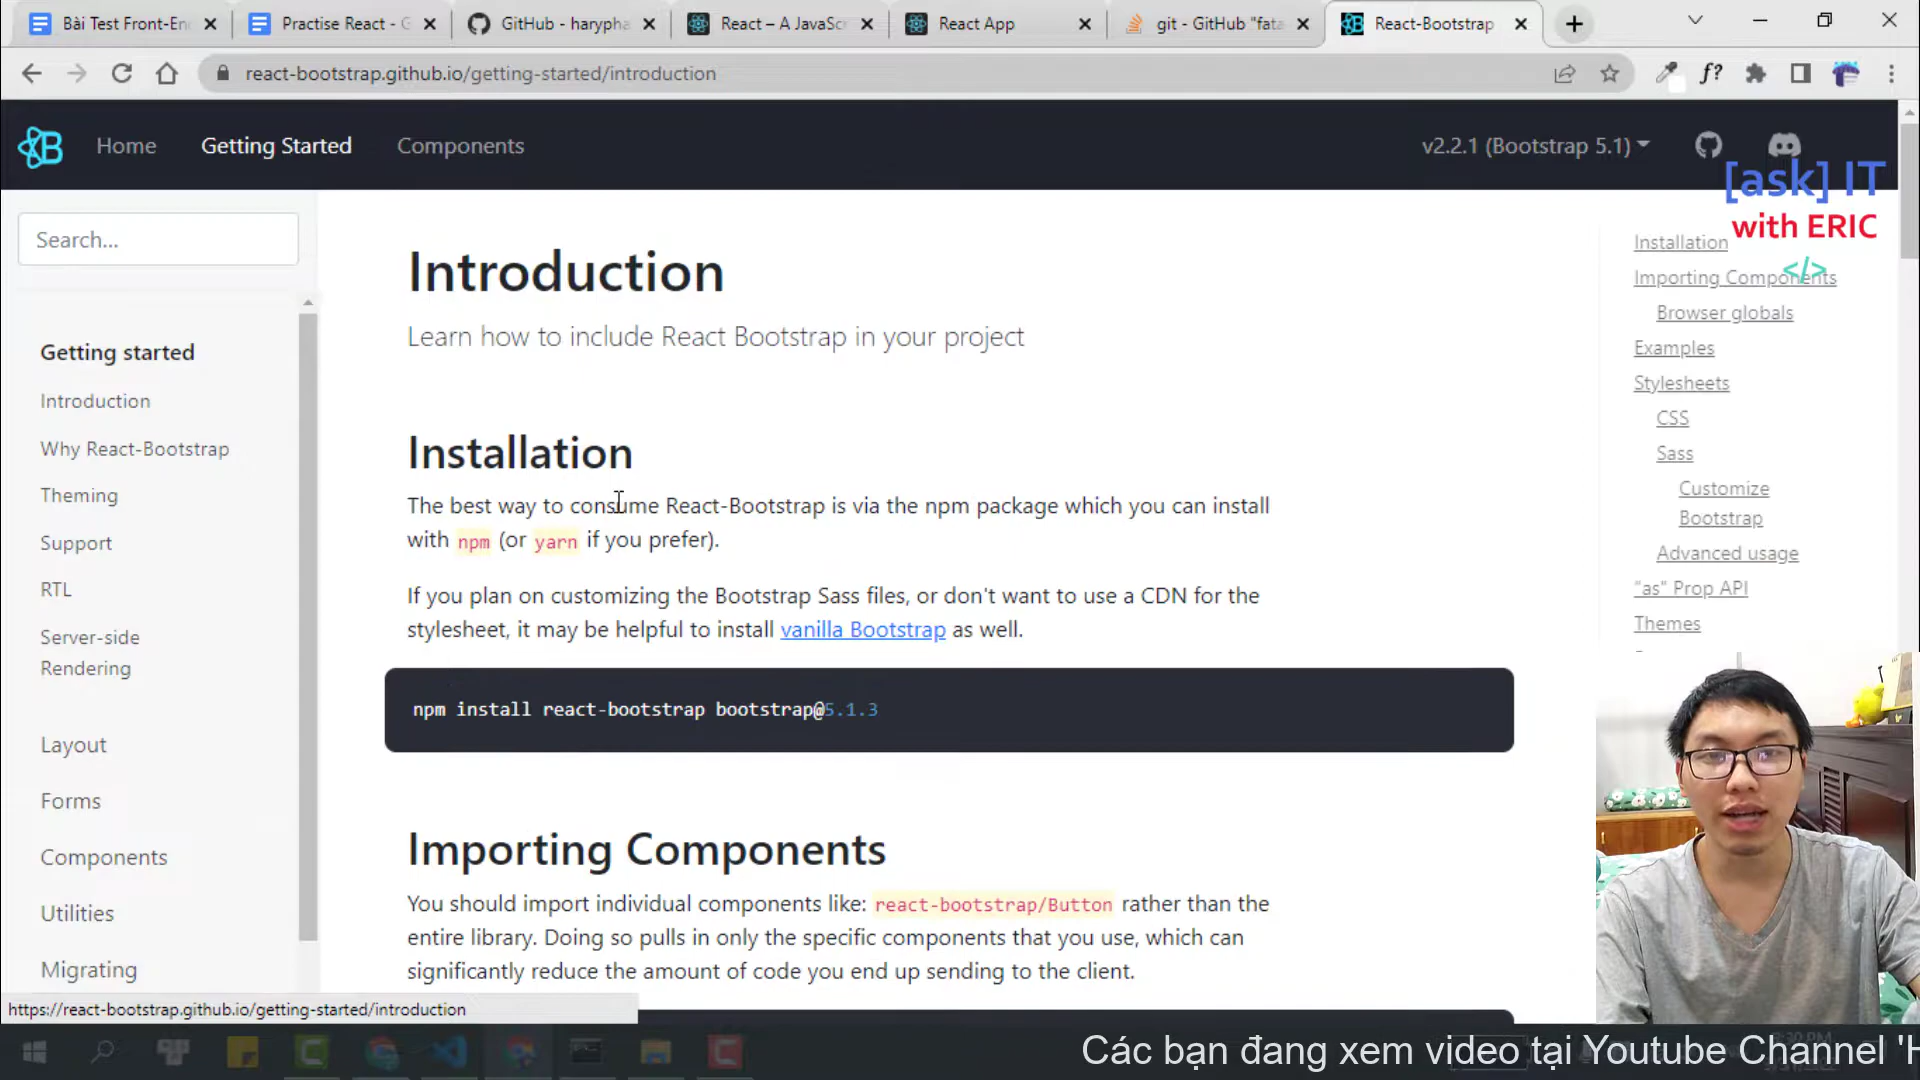 Bài Test Front-En
Practise React - G
GitHub - harypha
React – A JavaSc
React App
git - GitHub "fata
React-Bootstrap
react-bootstrap.github.io/getting-started/introduction
f?
Home
Getting Started
Components
v2.2.1 (Bootstrap 5.1)
[ask] IT
with ERIC
</>
Search...
Getting started
Introduction
Why React-Bootstrap
Theming
Support
RTL
Server-side
Rendering
Layout
Forms
Components
Utilities
Migrating
Introduction
Learn how to include React Bootstrap in your project
Installation
The best way to consume React-Bootstrap is via the npm package which you can install
with npm (or yarn if you prefer).
If you plan on customizing the Bootstrap Sass files, or don't want to use a CDN for the
stylesheet, it may be helpful to install vanilla Bootstrap as well.
npm install react-bootstrap bootstrap@5.1.3
Importing Components
You should import individual components like: react-bootstrap/Button rather than the
entire library. Doing so pulls in only the specific components that you use, which can
significantly reduce the amount of code you end up sending to the client.
Installation
Importing Components
Browser globals
Examples
Stylesheets
CSS
Sass
Customize
Bootstrap
Advanced usage
"as" Prop API
Themes
https://react-bootstrap.github.io/getting-started/introduction
Các bạn đang xem video tại Youtube Channel 'H